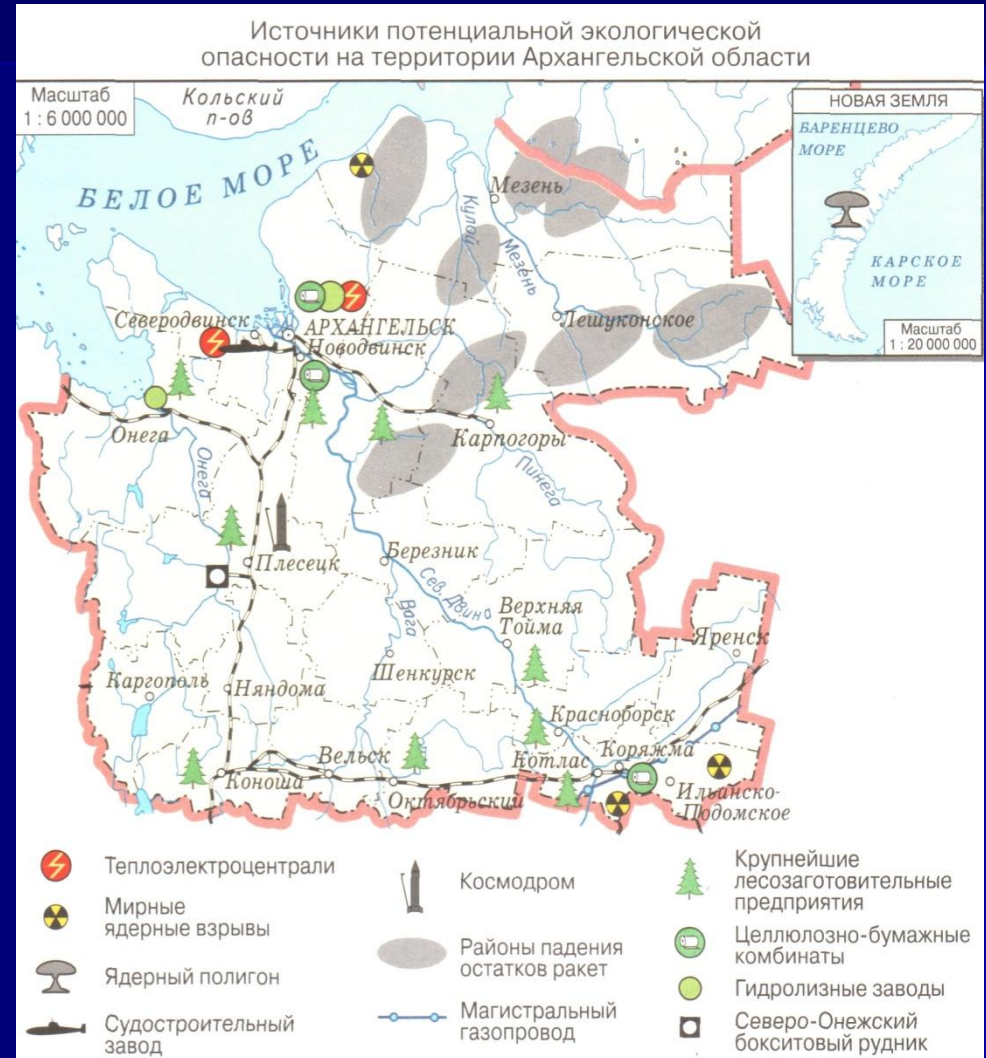 Источники потенциальной экологической
опасности на территории Архангельской области
Масштаб
1 : 6 000 000
Кольский
п-ов
НОВАЯ ЗЕМЛЯ
БАРЕНЦЕВО
МОРЕ
КАРСКОЕ
МОРЕ
Масштаб
1 : 20 000 000
БЕЛОЕ МОРЕ
Мезень
Кулой
Мезень
Лешуконское
Северодвинск
АРХАНГЕЛЬСК
Новодвинск
Онега
Онега
Карпогоры
Пинега
Плесецк
Березник
Сев. Двина
Вага
Верхняя
Тойма
Яренск
Шенкурск
Каргополь
Няндома
Красноборск
Вельск
Котлас
Коряжма
Коноша
Октябрьский
Ильинско-
-Подомское
Теплоэлектроцентрали
Мирные
ядерные взрывы
Ядерный полигон
Судостроительный
завод
Космодром
Районы падения
остатков ракет
Магистральный
газопровод
Крупнейшие
лесозаготовительные
предприятия
Целлюлозно-бумажные
комбинаты
Гидролизные заводы
Северо-Онежский
бокситовый рудник